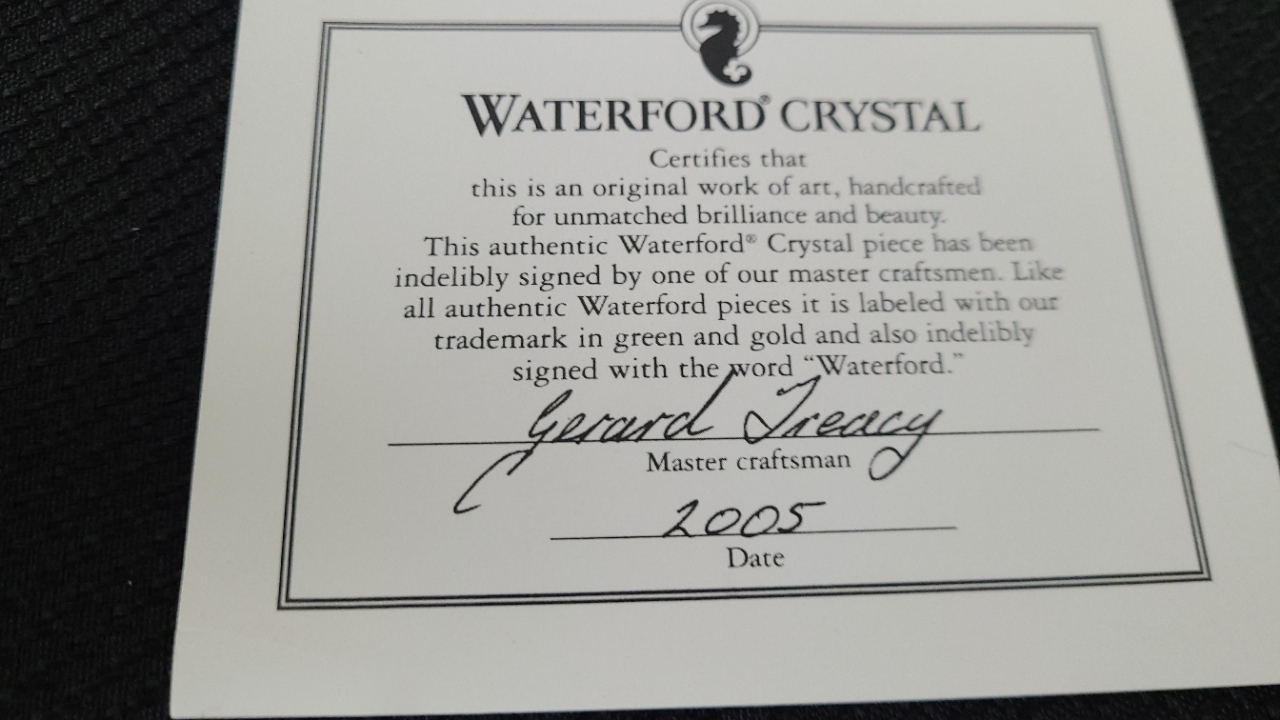 WATERFORD® CRYSTAL
Certifies that
this is an original work of art, handcrafted
for unmatched brilliance and beauty.
This authentic Waterford® Crystal piece has been
indelibly signed by one of our master craftsmen. Like
all authentic Waterford pieces it is labeled with our
trademark in green and gold and also indelibly
signed with the word “Waterford.”
Gerard Treacy
Master craftsman
2005
Date